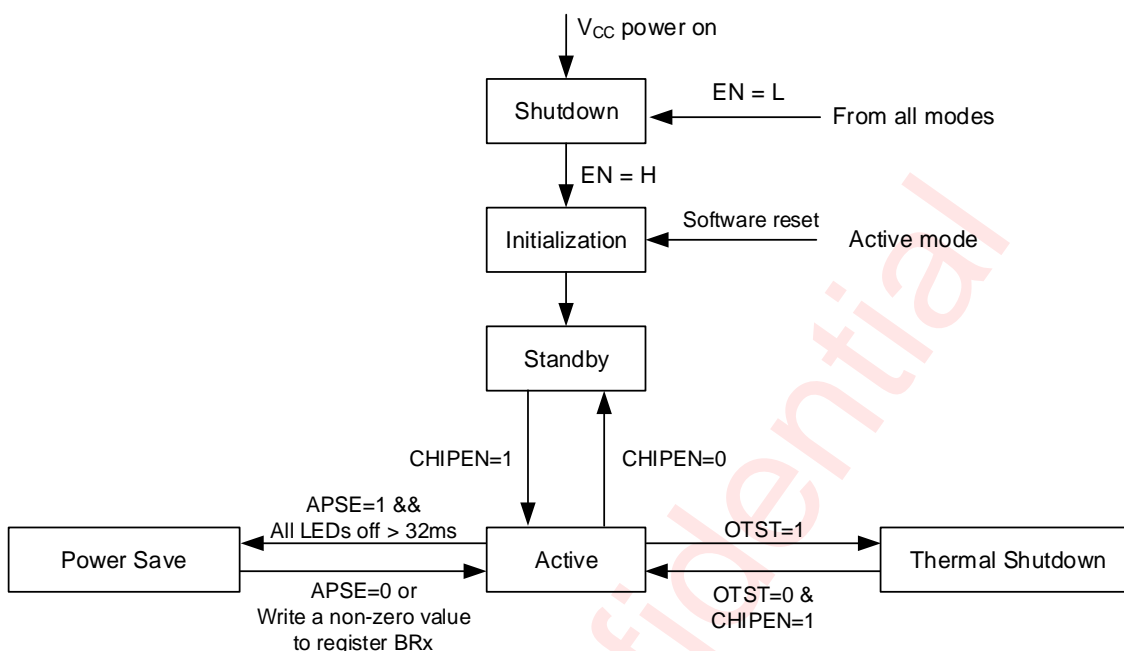 VCC power on
Shutdown
EN = L
From all modes
EN = H
Initialization
Software reset
Active mode
Standby
CHIPEN=1
CHIPEN=0
APSE=1 &&
All LEDs off > 32ms
OTST=1
Power Save
Active
Thermal Shutdown
APSE=0 or
Write a non-zero value
to register BRx
OTST=0 &
CHIPEN=1
fidential